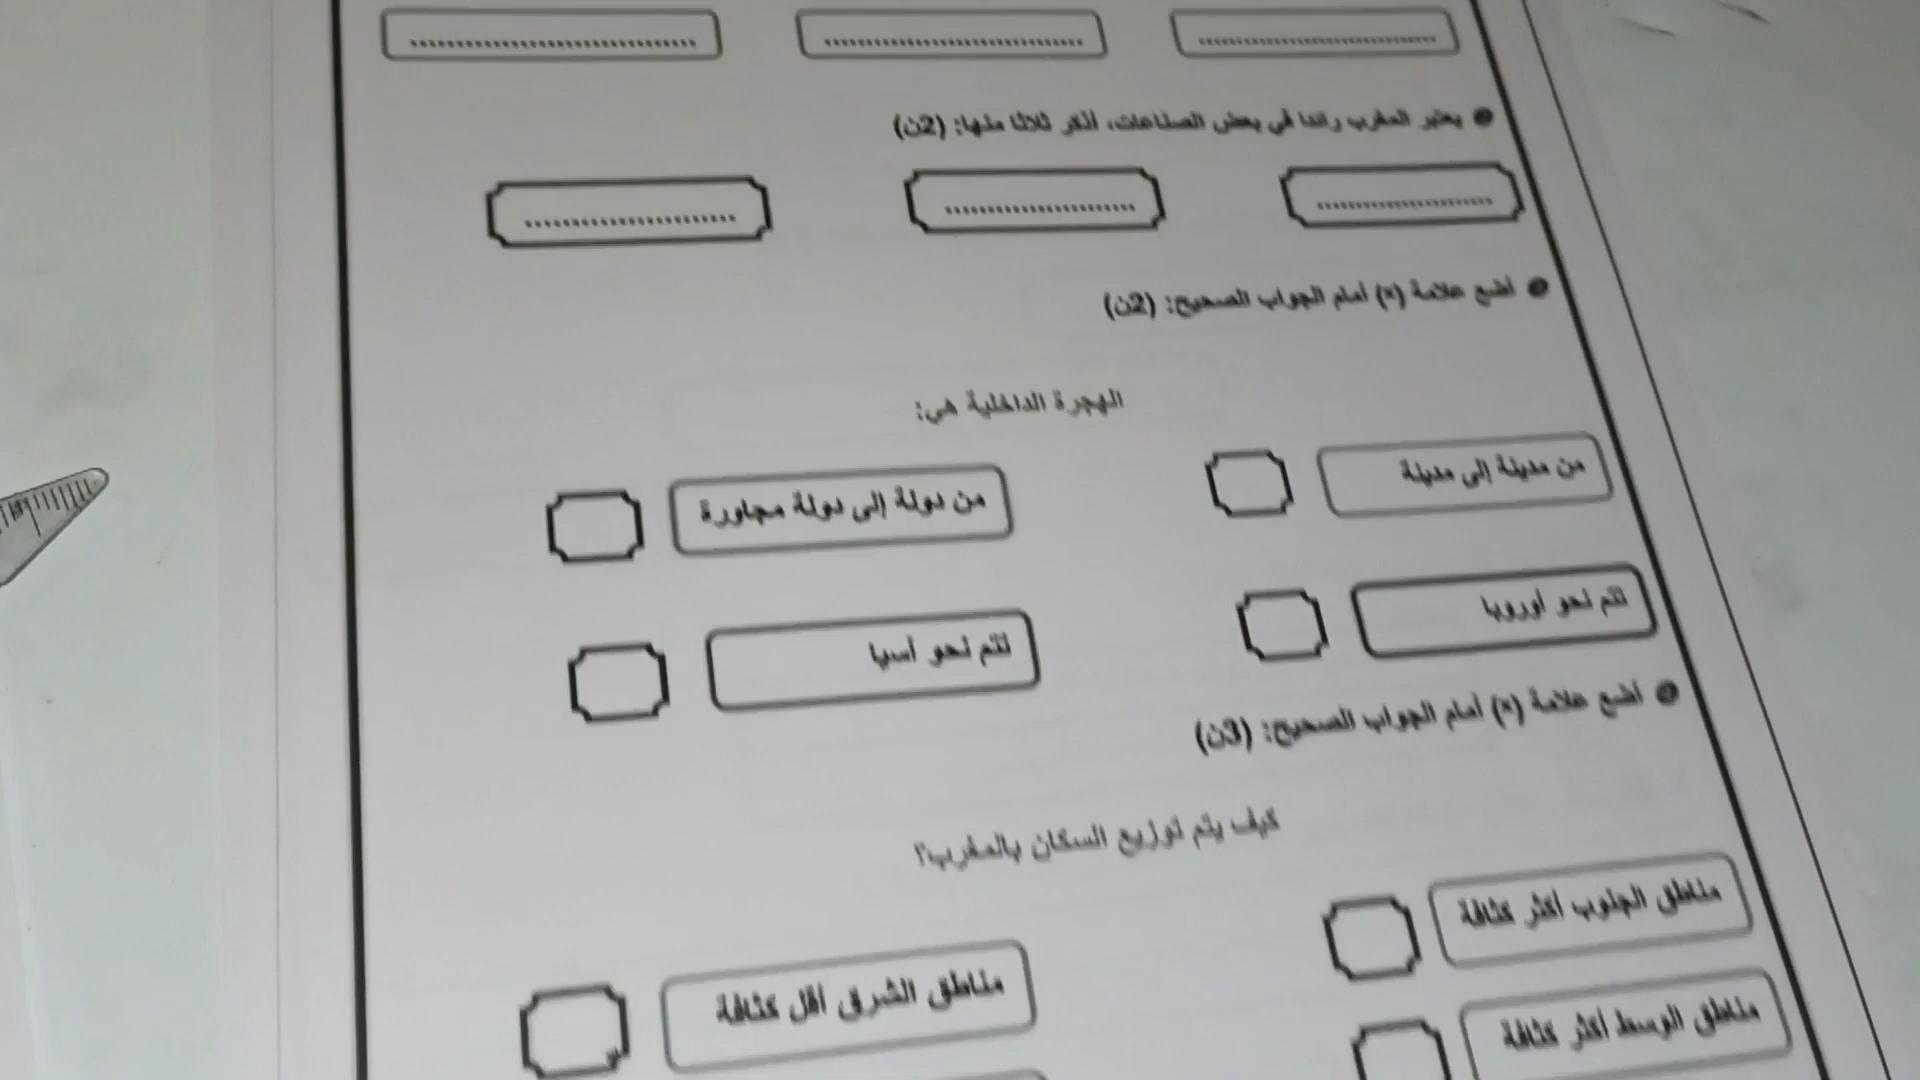 ● يعتبر المغرب رائدا في بعض الصناعات، أذكر ثلاثا منها: (2ن)
● أضع علامة (×) أمام الجواب الصحيح: (2ن)
الهجرة الداخلية هي:
من مدينة إلى مدينة
من دولة إلى دولة مجاورة
تتم نحو أوروبا
تتم نحو آسيا
● أضع علامة (×) أمام الجواب الصحيح: (3ن)
كيف يتم توزيع السكان بالمغرب؟
مناطق الجنوب أكثر كثافة
مناطق الشرق أقل كثافة
مناطق الوسط أكثر كثافة